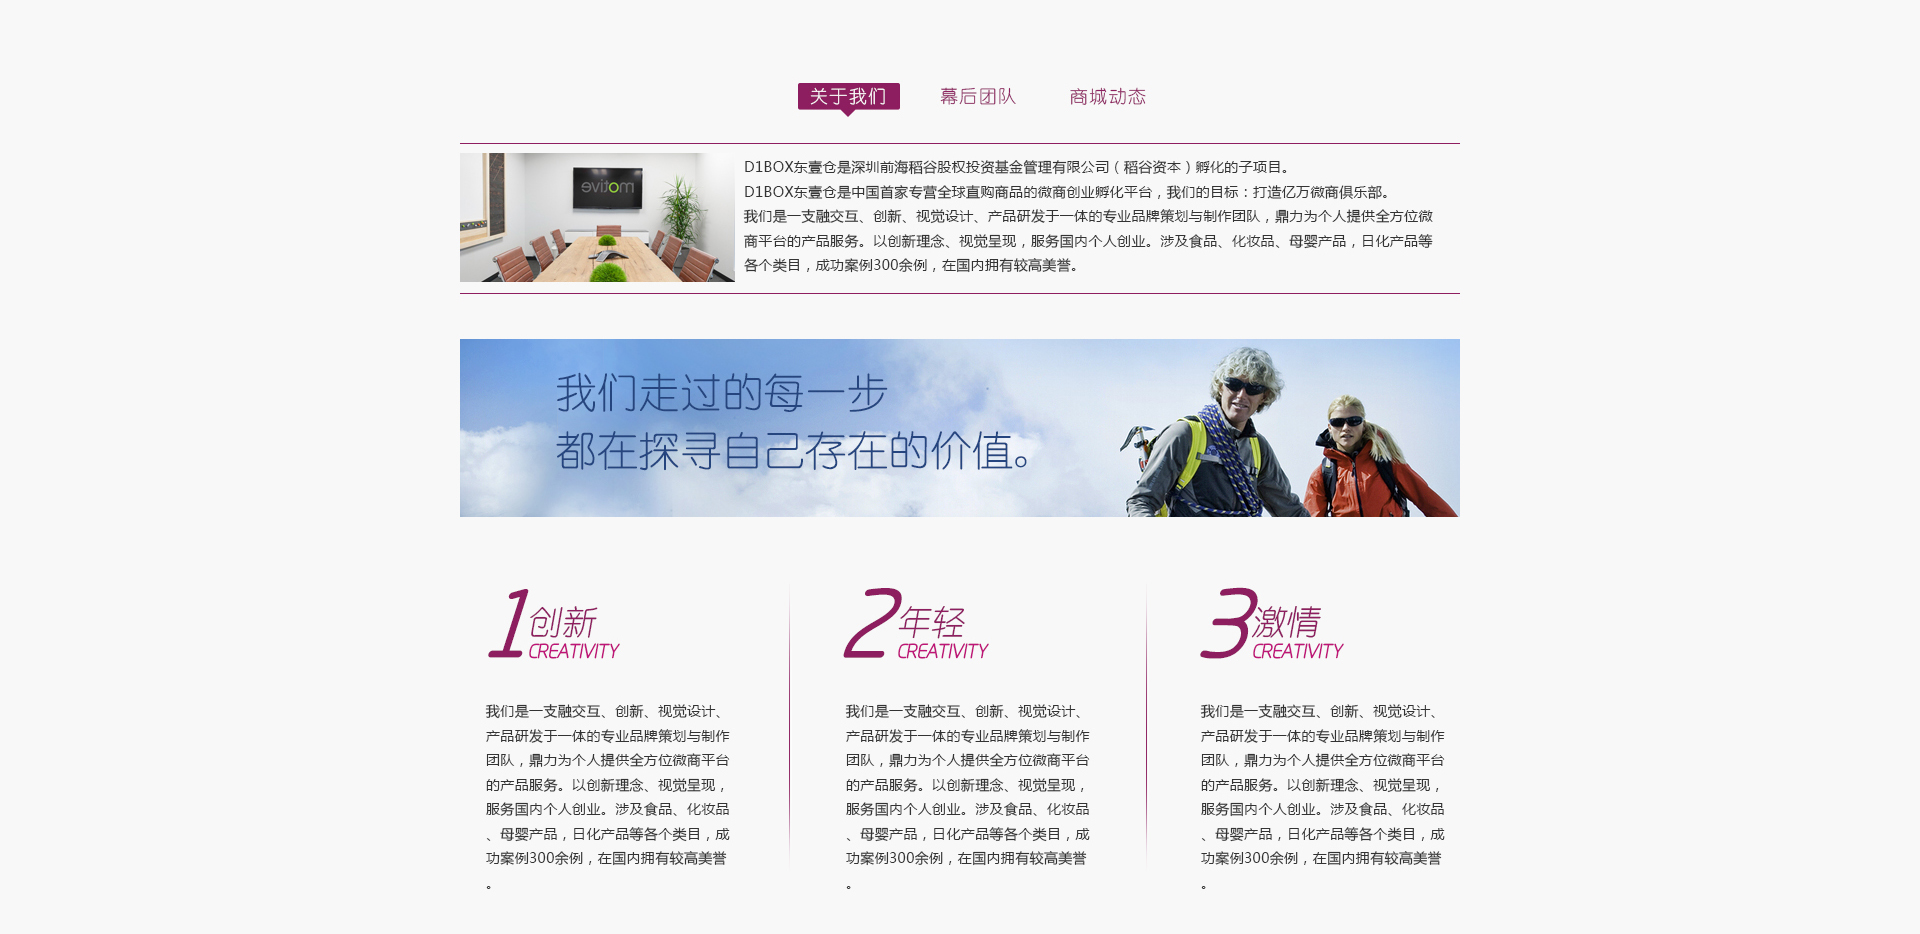 关于我们 幕后团队 商城动态
D1BOX东壹仓是深圳前海稻谷股权投资基金管理有限公司（稻谷资本）孵化的子项目。
D1BOX东壹仓是中国首家专营全球直购商品的微商创业孵化平台，我们的目标：打造亿万微商俱乐部。
我们是一支融交互、创新、视觉设计、产品研发于一体的专业品牌策划与制作团队，鼎力为个人提供全方位微
商平台的产品服务。以创新理念、视觉呈现，服务国内个人创业。涉及食品、化妆品、母婴产品，日化产品等
各个类目，成功案例300余例，在国内拥有较高美誉。
motive
我们走过的每一步
都在探寻自己存在的价值。
1创新
CREATIVITY
我们是一支融交互、创新、视觉设计、
产品研发于一体的专业品牌策划与制作
团队，鼎力为个人提供全方位微商平台
的产品服务。以创新理念、视觉呈现，
服务国内个人创业。涉及食品、化妆品
、母婴产品，日化产品等各个类目，成
功案例300余例，在国内拥有较高美誉
。
2年轻
CREATIVITY
我们是一支融交互、创新、视觉设计、
产品研发于一体的专业品牌策划与制作
团队，鼎力为个人提供全方位微商平台
的产品服务。以创新理念、视觉呈现，
服务国内个人创业。涉及食品、化妆品
、母婴产品，日化产品等各个类目，成
功案例300余例，在国内拥有较高美誉
。
3激情
CREATIVITY
我们是一支融交互、创新、视觉设计、
产品研发于一体的专业品牌策划与制作
团队，鼎力为个人提供全方位微商平台
的产品服务。以创新理念、视觉呈现，
服务国内个人创业。涉及食品、化妆品
、母婴产品，日化产品等各个类目，成
功案例300余例，在国内拥有较高美誉
。